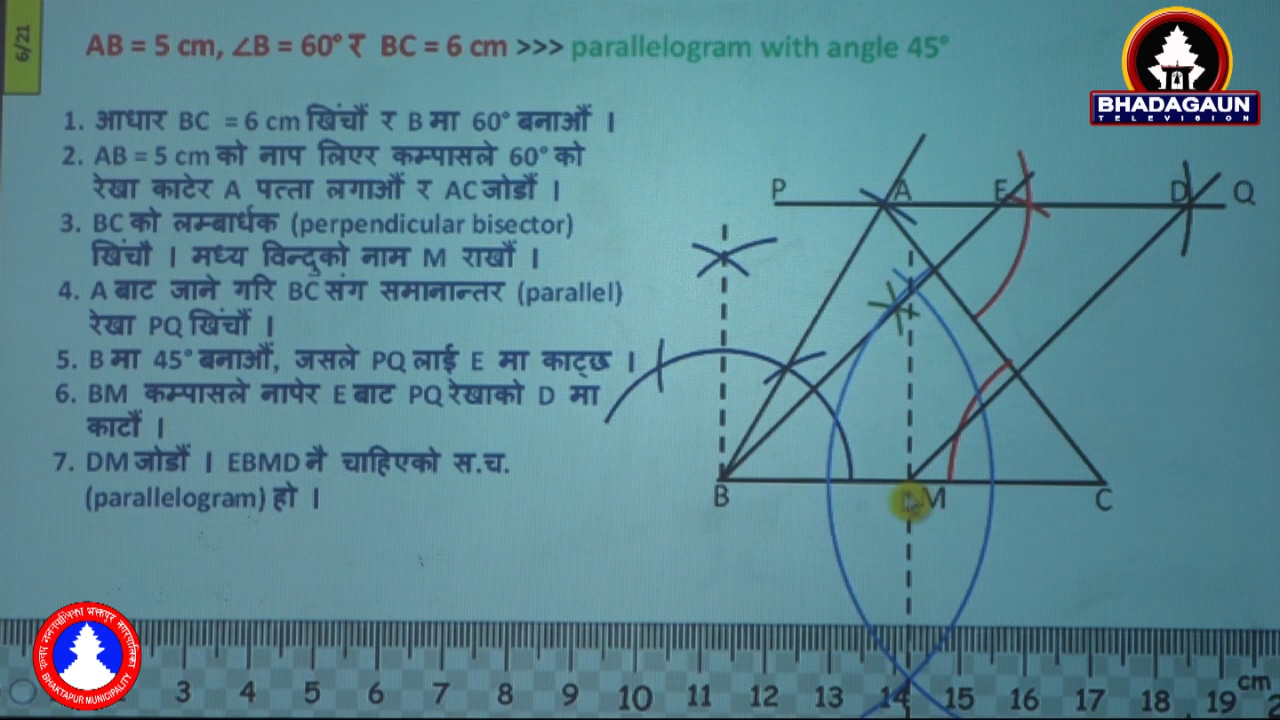 6/21
AB = 5 cm, ∠B = 60° र BC = 6 cm >>> parallelogram with angle 45°
BHADAGAUN
TELEVISION
1. आधार BC = 6 cm खिंचौं र B मा 60° बनाऔं ।
2. AB = 5 cm को नाप लिएर कम्पासले 60° को
रेखा काटेर A पत्ता लगाऔं र AC जोडौं ।
3. BC को लम्बार्धक (perpendicular bisector)
खिंचौ । मध्य विन्दुको नाम M राखौं ।
4. A बाट जाने गरि BC संग समानान्तर (parallel)
रेखा PQ खिंचौं ।
5. B मा 45° बनाऔं, जसले PQ लाई E मा काट्छ ।
6. BM कम्पासले नापेर E बाट PQ रेखाको D मा
काटौं ।
7. DM जोडौं । EBMD नै चाहिएको स.च.
(parallelogram) हो ।
P A E D Q
B M C
3 4 5 6 7 8 9 10 11 12 13 14 15 16 17 18 19 cm
BHAKTAPUR MUNICIPALITY